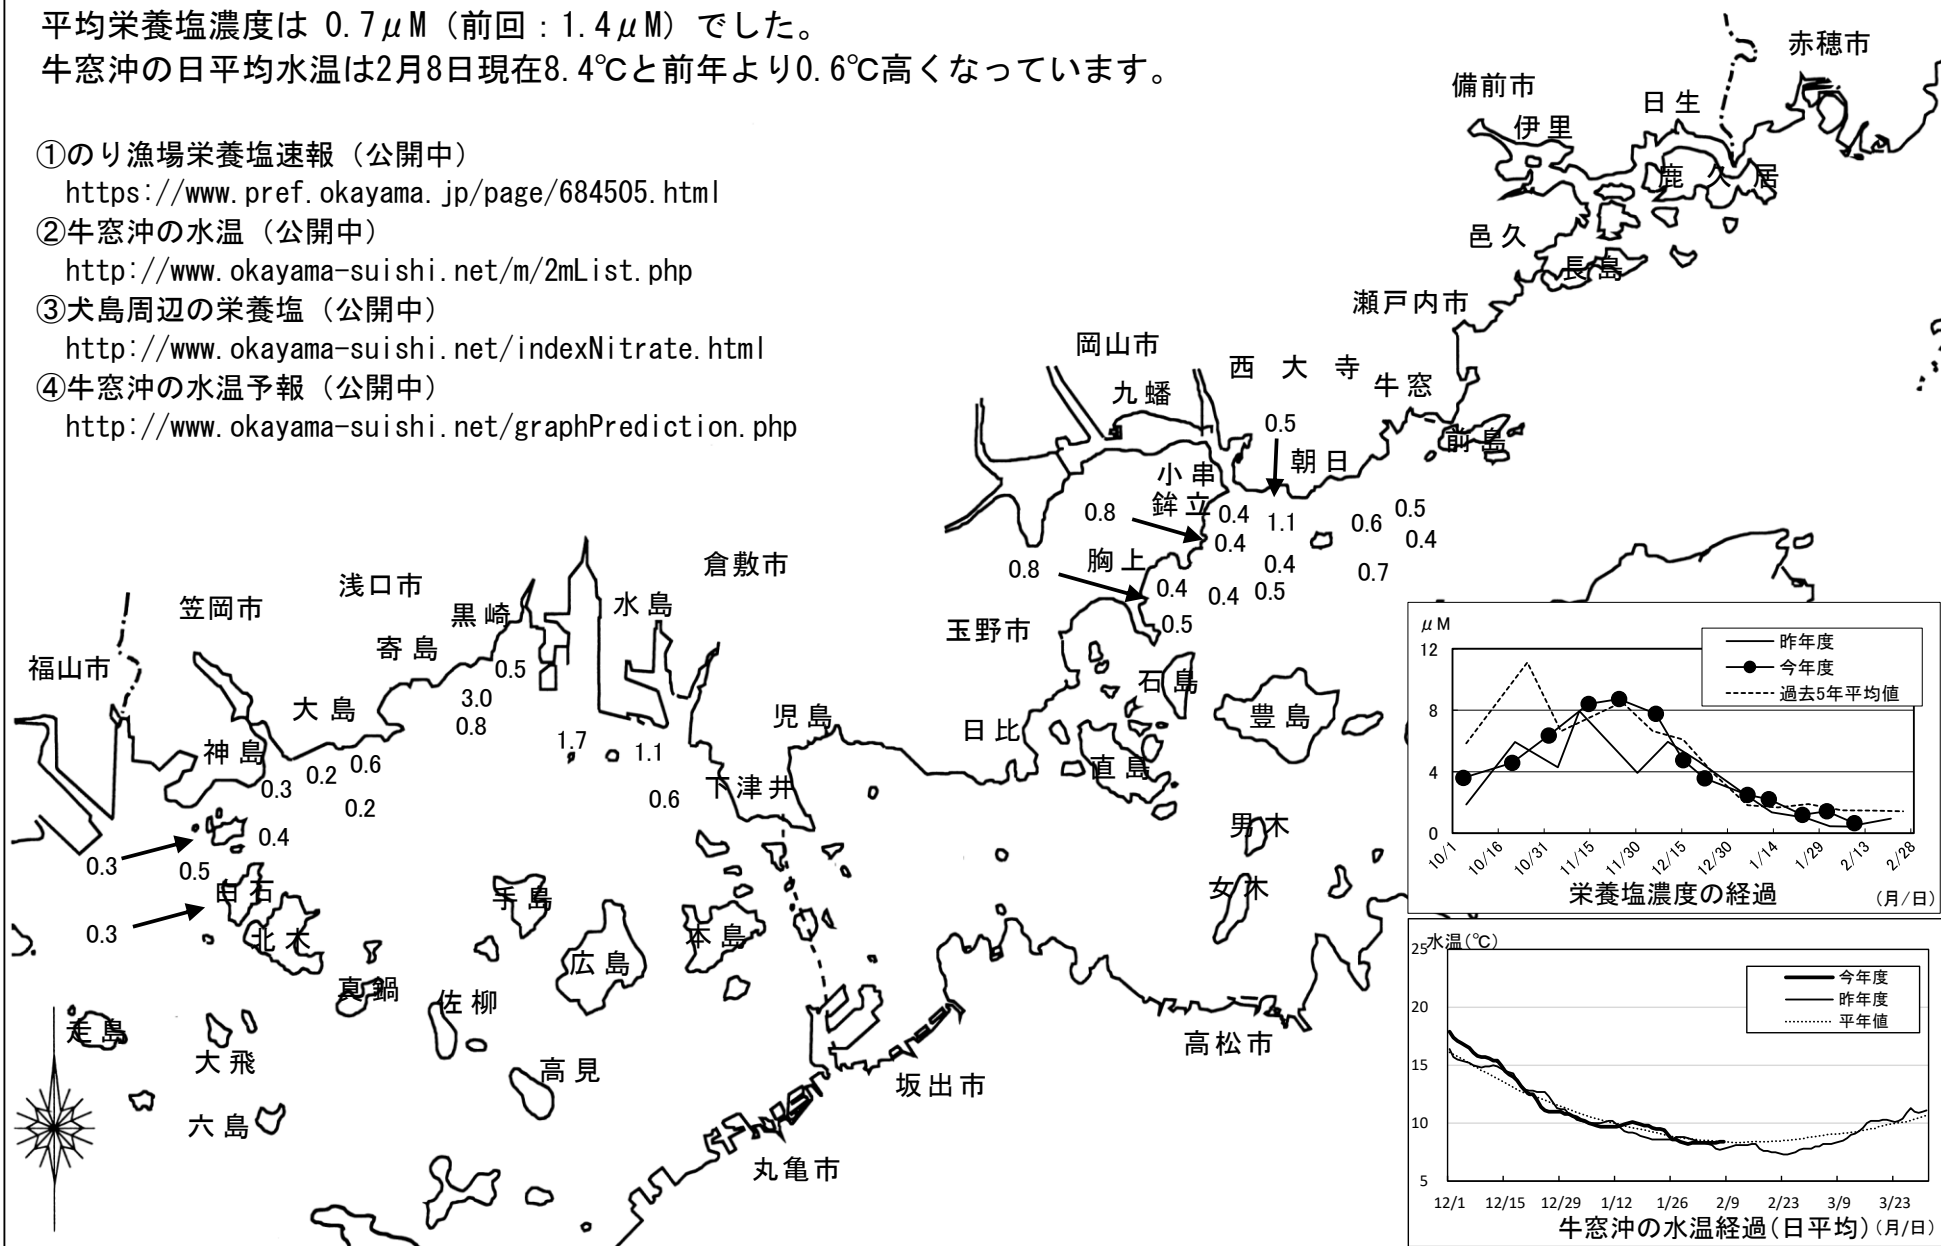 平均栄養塩濃度は 0.7μM（前回：1.4μM）でした。
牛窓沖の日平均水温は2月8日現在8.4℃と前年より0.6℃高くなっています。
①のり漁場栄養塩速報（公開中）
https://www.pref.okayama.jp/page/684505.html
②牛窓沖の水温（公開中）
http://www.okayama-suishi.net/m/2mList.php
③犬島周辺の栄養塩（公開中）
http://www.okayama-suishi.net/indexNitrate.html
④牛窓沖の水温予報（公開中）
http://www.okayama-suishi.net/graphPrediction.php
赤穂市
備前市
日生
伊里
鹿久居
邑久
長島
瀬戸内市
岡山市
西大寺
九蟠
牛窓
0.5
前島
朝日
小串
鉾立
0.8
0.4
1.1
0.6
0.5
0.4
0.4
胸上
0.8
0.4
0.7
0.4
0.4
0.5
0.5
倉敷市
浅口市
笠岡市
黒崎
水島
玉野市
寄島
福山市
0.5
石島
3.0
0.8
大島
児島
日比
豊島
1.7
1.1
神島
0.6
0.2
0.3
0.2
0.6
下津井
直島
0.4
0.3
0.5
男木
白石
手島
女木
0.3
北木
本島
広島
真鍋
佐柳
走島
大飛
高見
高松市
坂出市
六島
丸亀市
μM
昨年度
今年度
過去5年平均値
12
8
4
0
10/1
10/16
10/31
11/15
11/30
12/15
12/30
1/14
1/29
2/13
2/28
栄養塩濃度の経過
(月/日)
水温(℃)
今年度
昨年度
平年値
25
20
15
10
5
12/1
12/15
12/29
1/12
1/26
2/9
2/23
3/9
3/23
牛窓沖の水温経過(日平均)
(月/日)